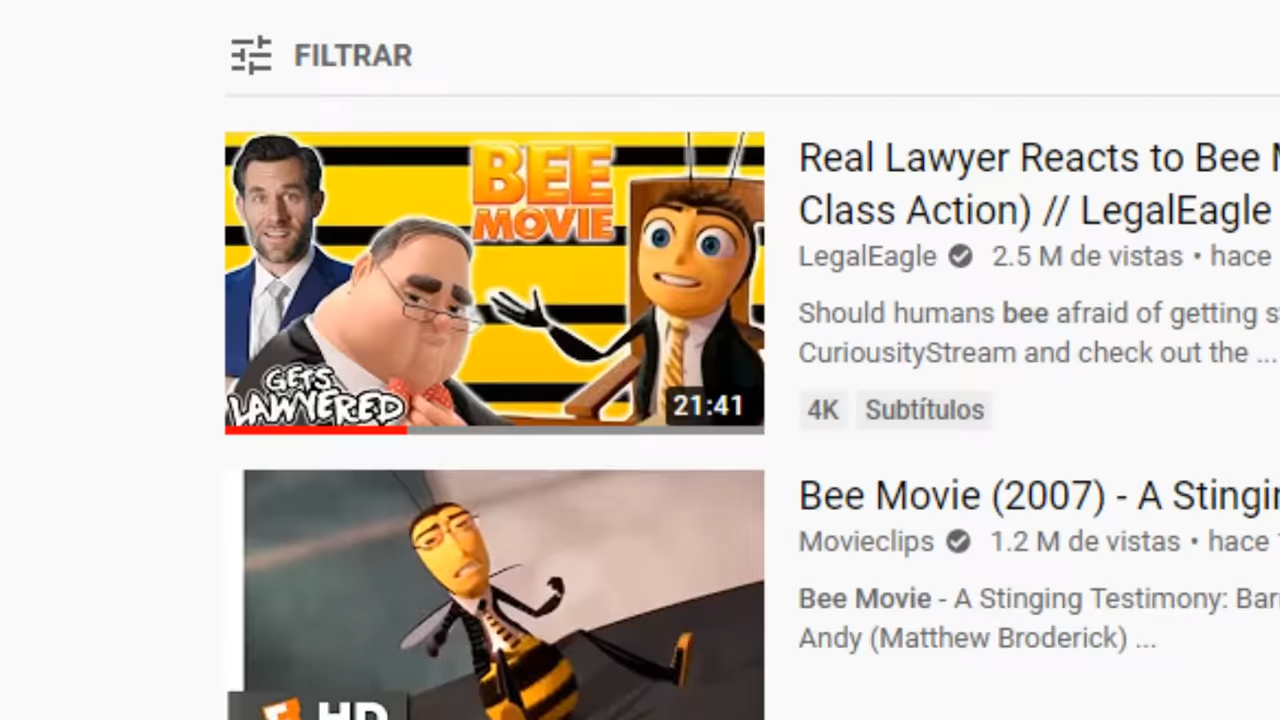 FILTRAR
BEE
MOVIE
GETS
LAWYERED
21:41
Real Lawyer Reacts to Bee
Class Action) // LegalEagle
LegalEagle 2.5 M de vistas • hace
Should humans bee afraid of getting
CuriousityStream and check out the ...
4K Subtítulos
Bee Movie (2007) - A
Movieclips 1.2 M de vistas • hace
Bee Movie - A Stinging Testimony:
Andy (Matthew Broderick) ...
HD